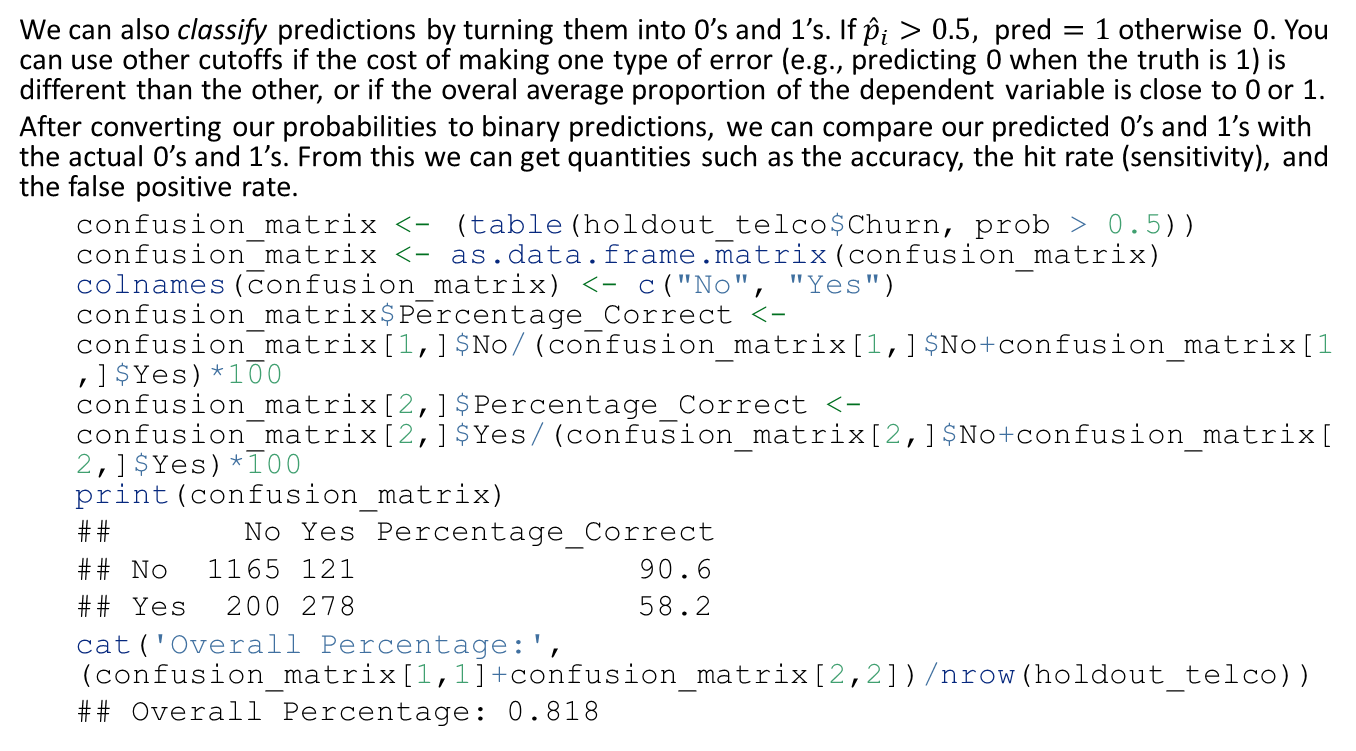 We can also classify predictions by turning them into 0’s and 1’s. If p̂ᵢ > 0.5, pred = 1 otherwise 0. You
can use other cutoffs if the cost of making one type of error (e.g., predicting 0 when the truth is 1) is
different than the other, or if the overal average proportion of the dependent variable is close to 0 or 1.
After converting our probabilities to binary predictions, we can compare our predicted 0’s and 1’s with
the actual 0’s and 1’s. From this we can get quantities such as the accuracy, the hit rate (sensitivity), and
the false positive rate.
confusion_matrix <- (table(holdout_telco$Churn, prob > 0.5))
confusion_matrix <- as.data.frame.matrix(confusion_matrix)
colnames(confusion_matrix) <- c("No", "Yes")
confusion_matrix$Percentage_Correct <-
confusion_matrix[1,]$No/(confusion_matrix[1,]$No+confusion_matrix[1
,]$Yes)*100
confusion_matrix[2,]$Percentage_Correct <-
confusion_matrix[2,]$Yes/(confusion_matrix[2,]$No+confusion_matrix[
2,]$Yes)*100
print(confusion_matrix)
##       No Yes Percentage_Correct
## No  1165 121               90.6
## Yes  200 278               58.2
cat('Overall Percentage:',
(confusion_matrix[1,1]+confusion_matrix[2,2])/nrow(holdout_telco))
## Overall Percentage: 0.818